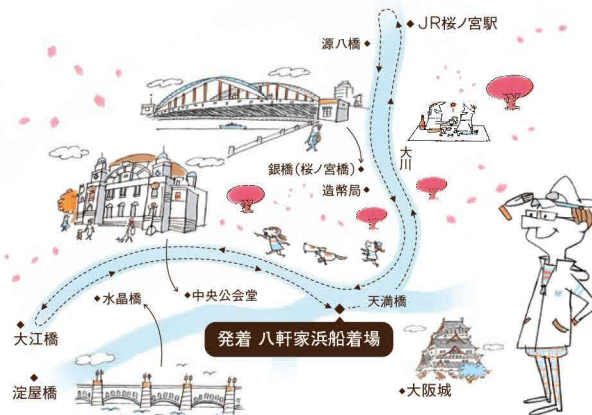 JR桜ノ宮駅
源八橋
大川
銀橋(桜ノ宮橋)
造幣局
水晶橋
中央公会堂
天満橋
大江橋
発着 八軒家浜船着場
淀屋橋
大阪城